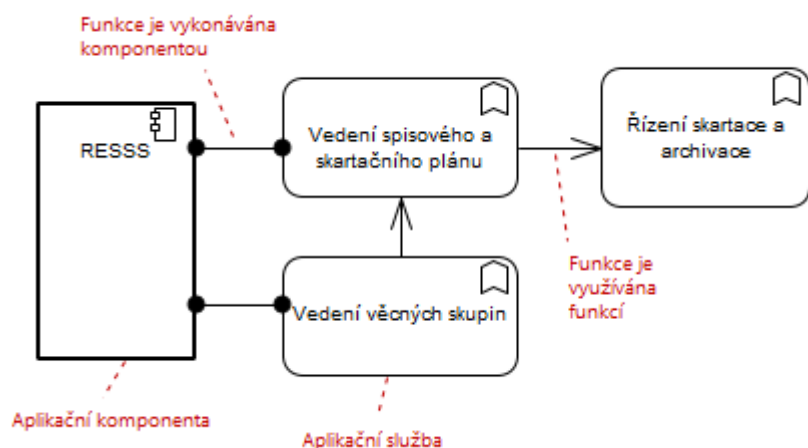 Funkce je vykonávána
komponentou
RESSS
Vedení spisového a
skartačního plánu
Řízení skartace a
archivace
Vedení věcných skupin
Funkce je
využívána
funkcí
Aplikační komponenta
Aplikační služba